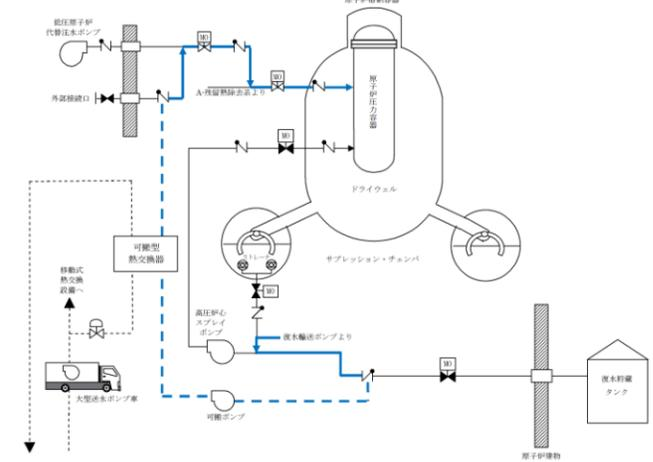 低圧原子炉
代替注水ポンプ
MO
外部接続口
MO
A-残留熱除去系より
原子炉圧力容器
MO
ドライウェル
可搬型
熱交換器
ストレーナ
サプレッション・チェンバ
移動式
熱交換
設備へ
MO
高圧炉心
スプレイ
ポンプ
復水輸送ポンプより
MO
大型送水ポンプ車
復水貯蔵
タンク
可搬ポンプ
原子炉建物